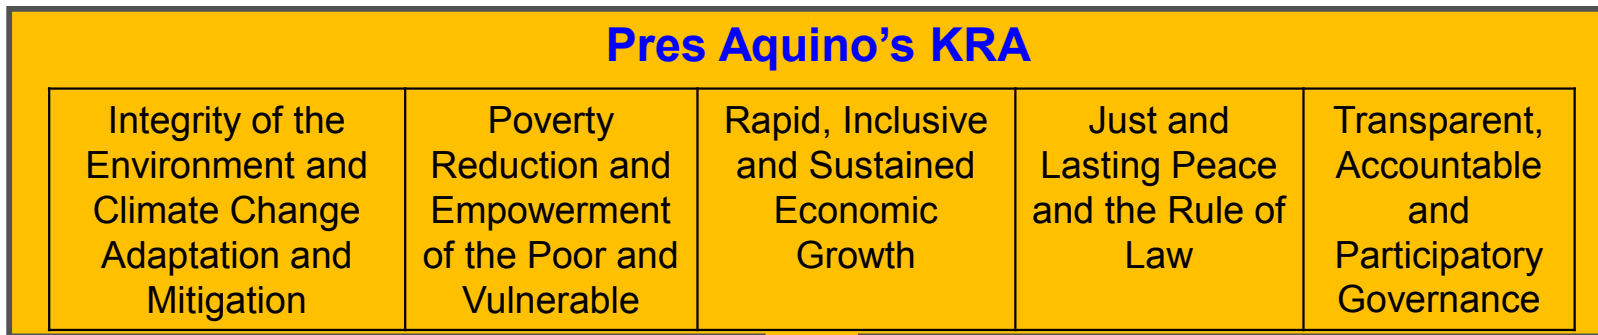 Pres Aquino's KRA
Integrity of the
Environment and
Climate Change
Adaptation and
Mitigation
Poverty
Reduction and
Empowerment
of the Poor and
Vulnerable
Rapid, Inclusive
and Sustained
Economic
Growth
Just and
Lasting Peace
and the Rule of
Law
Transparent,
Accountable
and
Participatory
Governance